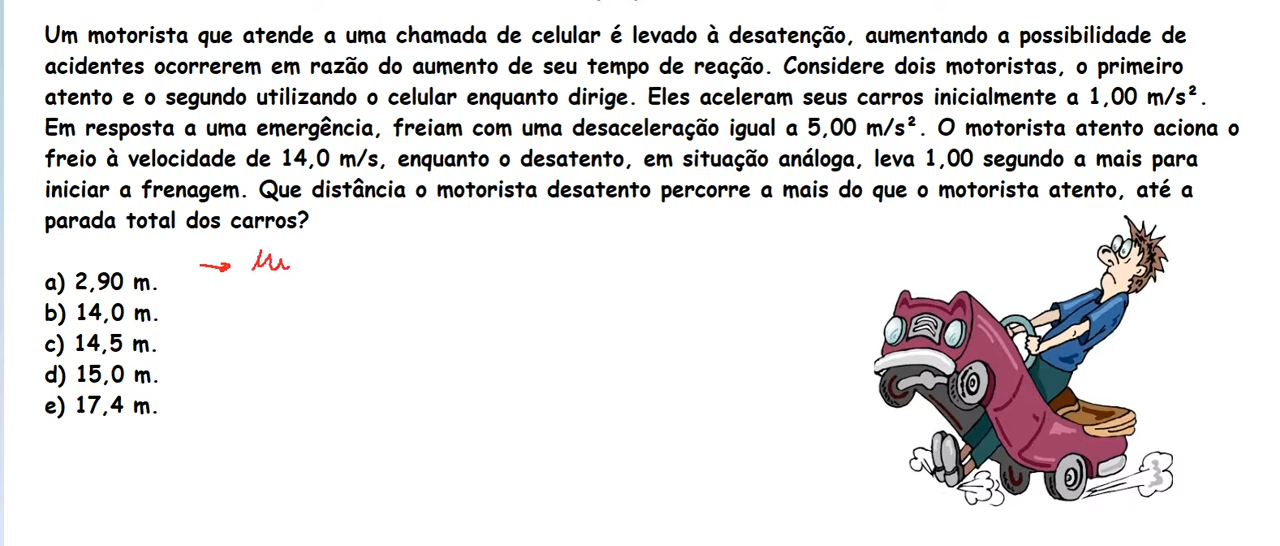 Um motorista que atende a uma chamada de celular é levado à desatenção, aumentando a possibilidade de
acidentes ocorrerem em razão do aumento de seu tempo de reação. Considere dois motoristas, o primeiro
atento e o segundo utilizando o celular enquanto dirige. Eles aceleram seus carros inicialmente a 1,00 m/s².
Em resposta a uma emergência, freiam com uma desaceleração igual a 5,00 m/s². O motorista atento aciona o
freio à velocidade de 14,0 m/s, enquanto o desatento, em situação análoga, leva 1,00 segundo a mais para
iniciar a frenagem. Que distância o motorista desatento percorre a mais do que o motorista atento, até a
parada total dos carros?
a) 2,90 m.
b) 14,0 m.
c) 14,5 m.
d) 15,0 m.
e) 17,4 m.